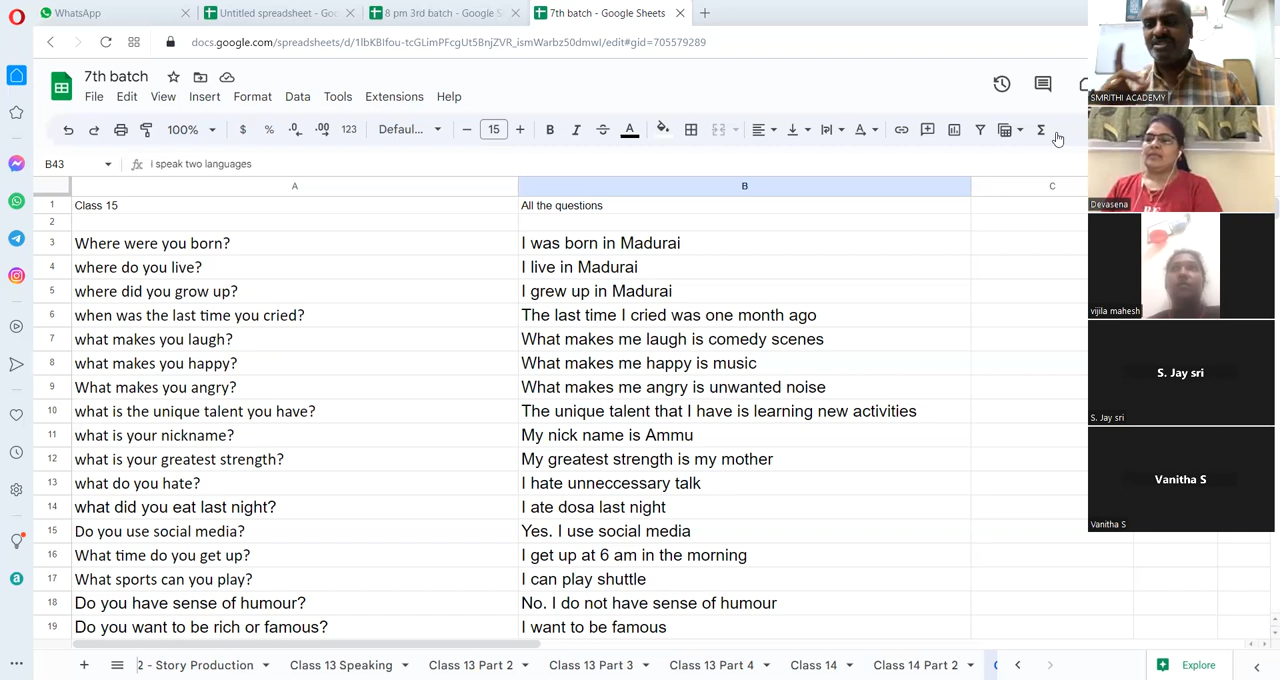 WhatsApp
Untitled spreadsheet - Goo
8 pm 3rd batch - Google S
7th batch - Google Sheets
docs.google.com/spreadsheets/d/1lbKBlfou-tcGLimPFcgUt5BnjZVR_ismWarbz50dmwI/edit#gid=705579289
7th batch
File Edit View Insert Format Data Tools Extensions Help
100% $ % .0 .00 123 Defaul... 15 B I A Σ
B43 fx I speak two languages
A B C
1 Class 15 All the questions
2
3 Where were you born? I was born in Madurai
4 where do you live? I live in Madurai
5 where did you grow up? I grew up in Madurai
6 when was the last time you cried? The last time I cried was one month ago
7 what makes you laugh? What makes me laugh is comedy scenes
8 what makes you happy? What makes me happy is music
9 What makes you angry? What makes me angry is unwanted noise
10 what is the unique talent you have? The unique talent that I have is learning new activities
11 what is your nickname? My nick name is Ammu
12 what is your greatest strength? My greatest strength is my mother
13 what do you hate? I hate unneccessary talk
14 what did you eat last night? I ate dosa last night
15 Do you use social media? Yes. I use social media
16 What time do you get up? I get up at 6 am in the morning
17 What sports can you play? I can play shuttle
18 Do you have sense of humour? No. I do not have sense of humour
19 Do you want to be rich or famous? I want to be famous
2 - Story Production Class 13 Speaking Class 13 Part 2 Class 13 Part 3 Class 13 Part 4 Class 14 Class 14 Part 2 Explore
SMRITHI ACADEMY
Devasena
vijila mahesh
S. Jay sri
S. Jay sri
Vanitha S
Vanitha S